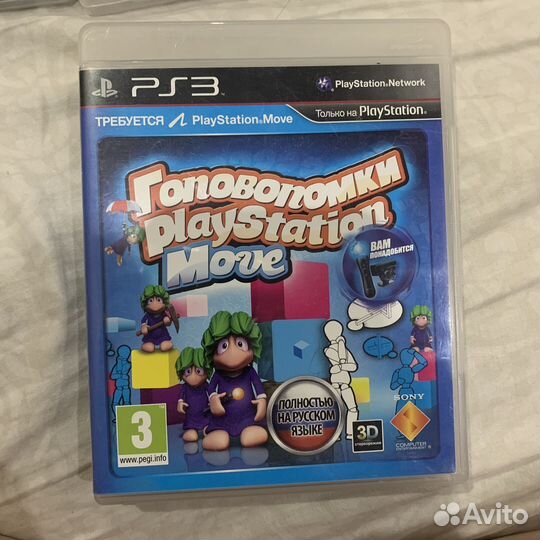 PS3
PlayStation®Network
ТРЕБУЕТСЯ PlayStation®Move
Только на PlayStation®
Головоломки
PlayStation
Move
ВАМ
ПОНАДОБИТСЯ
ПОЛНОСТЬЮ
НА РУССКОМ
ЯЗЫКЕ
3
www.pegi.info
3D
стереорежим
SONY
COMPUTER
ENTERTAINMENT®
Avito